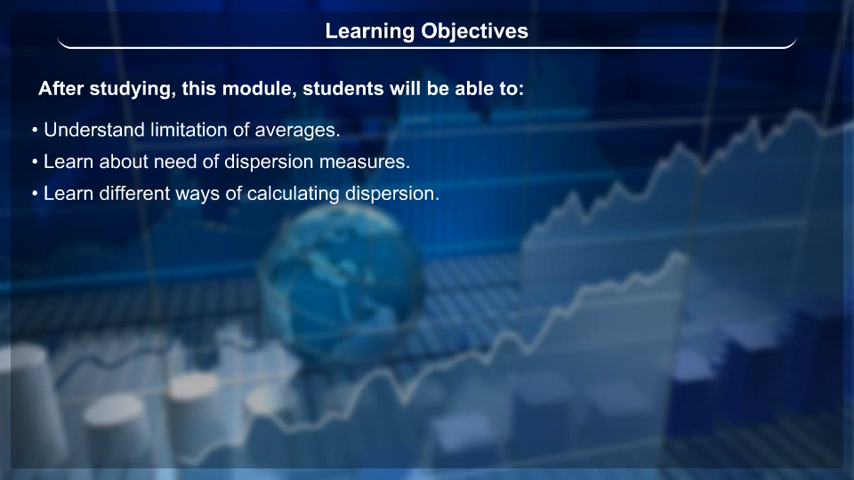 Learning Objectives
After studying, this module, students will be able to:
• Understand limitation of averages.
• Learn about need of dispersion measures.
• Learn different ways of calculating dispersion.